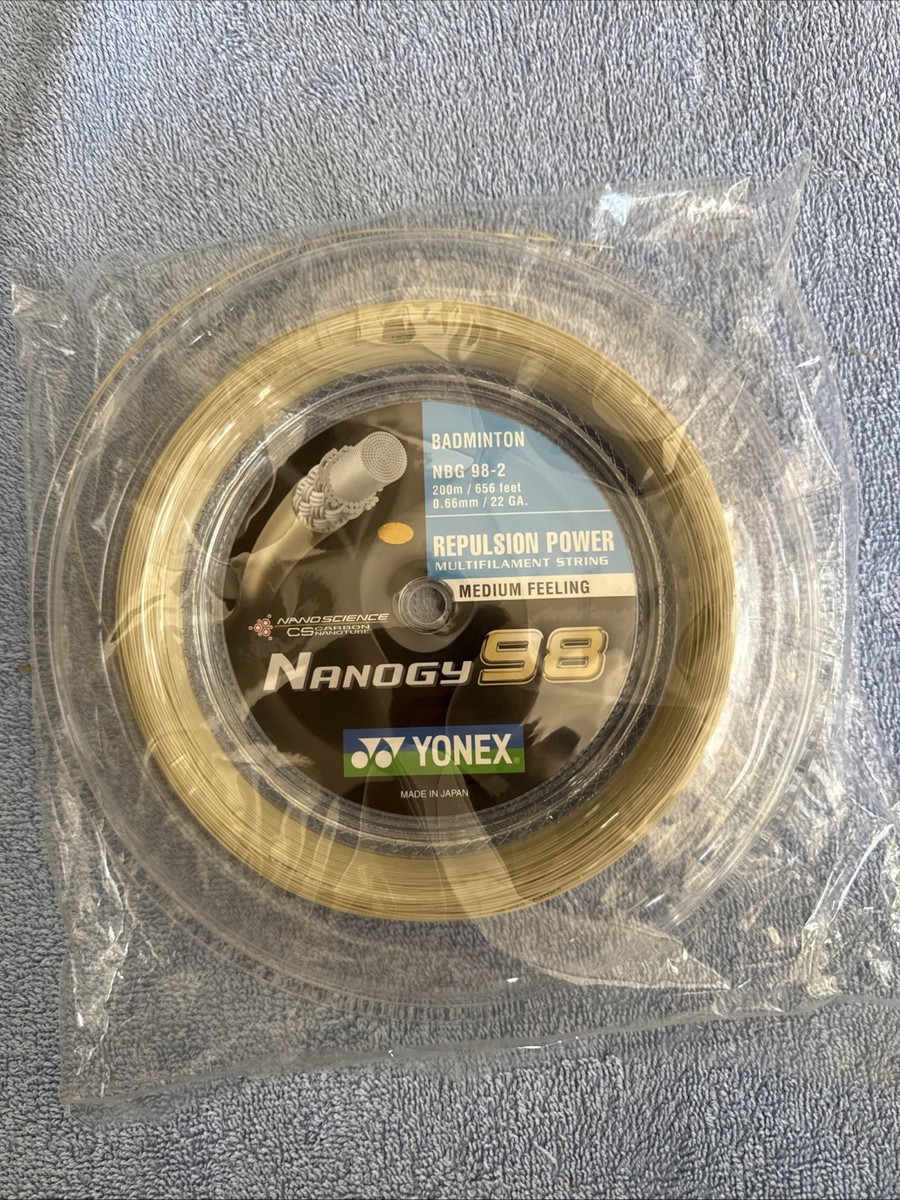 BADMINTON
NBG 98-2
200m / 656 feet
0.66mm / 22 GA.
REPULSION POWER
MULTIFILAMENT STRING
MEDIUM FEELING
NANOSCIENCE
CS CARBON NANOTUBE
NANOGY 98
YONEX®
MADE IN JAPAN